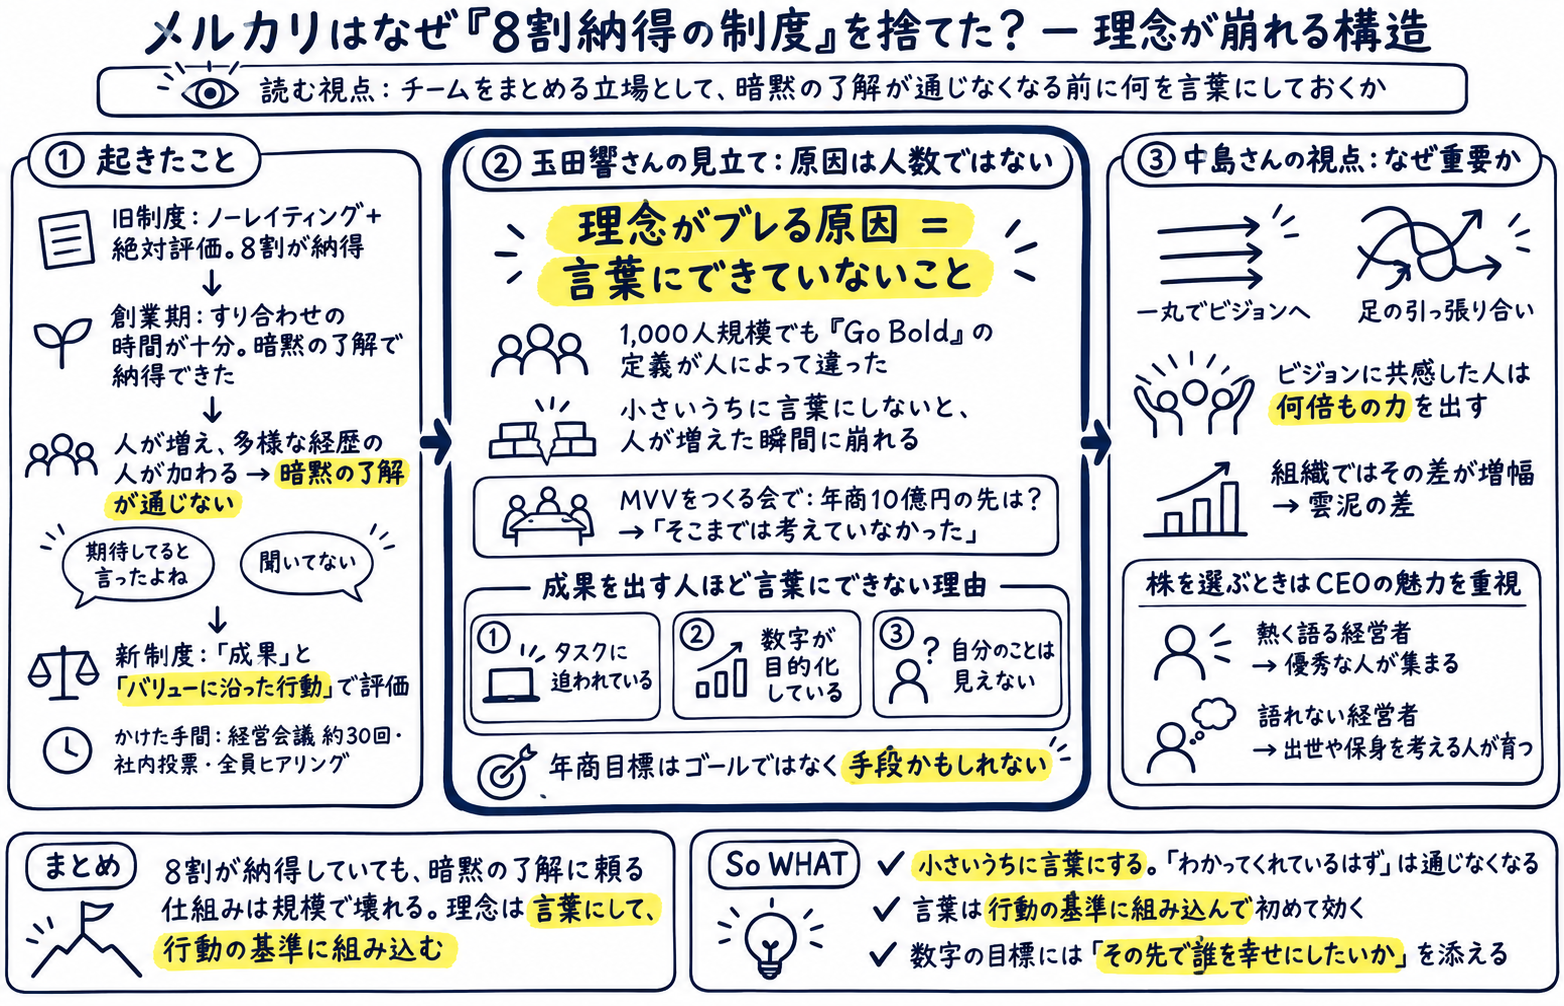 メルカリはなぜ『8割納得の制度』を捨てた？ ― 理念が崩れる構造
読む視点：チームをまとめる立場として、暗黙の了解が通じなくなる前に何を言葉にしておくか
① 起きたこと
旧制度：ノーレイティング＋
絶対評価。8割が納得
↓
創業期：すり合わせの
時間が十分。暗黙の了解で
納得できた
↓
人が増え、多様な経歴の
人が加わる → 暗黙の了解
が通じない
期待してると
言ったよね
聞いてない
↓
新制度：「成果」と
「バリューに沿った行動」で評価
かけた手間：経営会議 約30回・
社内投票・全員ヒアリング
② 玉田響さんの見立て：原因は人数ではない
理念がブレる原因 ＝
言葉にできていないこと
1,000人規模でも『Go Bold』の
定義が人によって違った
小さいうちに言葉にしないと、
人が増えた瞬間に崩れる
MVVをつくる会で：年商10億円の先は？
→「そこまでは考えていなかった」
成果を出す人ほど言葉にできない理由
①
タスクに
追われている
②
数字が
目的化
している
③
?
自分のことは
見えない
年商目標はゴールではなく手段かもしれない
③ 中島さんの視点：なぜ重要か
一丸でビジョンへ
足の引っ張り合い
ビジョンに共感した人は
何倍もの力を出す
組織ではその差が増幅
→ 雲泥の差
株を選ぶときはCEOの魅力を重視
熱く語る経営者
→ 優秀な人が集まる
語れない経営者
→ 出世や保身を考える人が育つ
まとめ
8割が納得していても、暗黙の了解に頼る
仕組みは規模で壊れる。理念は言葉にして、
行動の基準に組み込む
So WHAT
✓ 小さいうちに言葉にする。「わかってくれているはず」は通じなくなる
✓ 言葉は行動の基準に組み込んで初めて効く
✓ 数字の目標には「その先で誰を幸せにしたいか」を添える